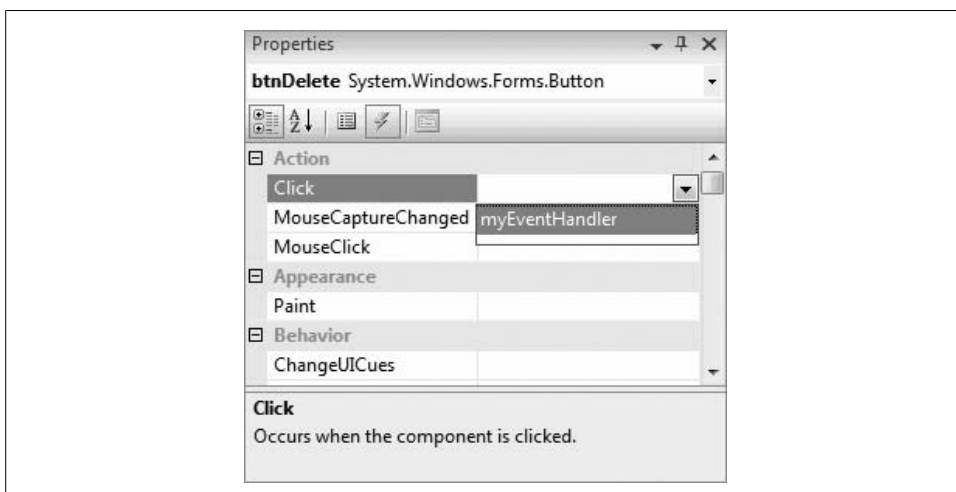 Properties
btnDelete System.Windows.Forms.Button
A
Z
Action
Click
MouseCaptureChanged myEventHandler
MouseClick
Appearance
Paint
Behavior
ChangeUICues
Click
Occurs when the component is clicked.